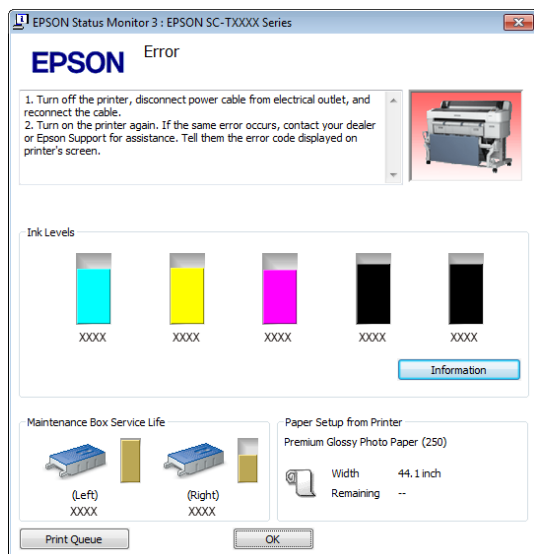 EPSON Status Monitor 3 : EPSON SC-TXXXX Series
EPSON
Error
1. Turn off the printer, disconnect power cable from electrical outlet, and
reconnect the cable.
2. Turn on the printer again. If the same error occurs, contact your dealer
or Epson Support for assistance. Tell them the error code displayed on
printer's screen.
Ink Levels
XXXX XXXX XXXX XXXX XXXX
Information
Maintenance Box Service Life
(Left) (Right)
XXXX XXXX
Paper Setup from Printer
Premium Glossy Photo Paper (250)
Width 44.1 inch
Remaining --
Print Queue OK